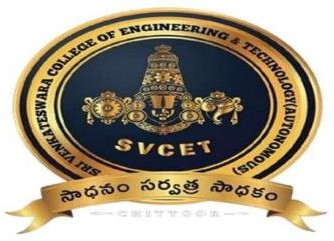 SRI VENKATESWARA COLLEGE OF ENGINEERING & TECHNOLOGY(AUTONOMOUS)
SVCET
సాధనం సర్వత్ర సాధకం
CHITTOOR